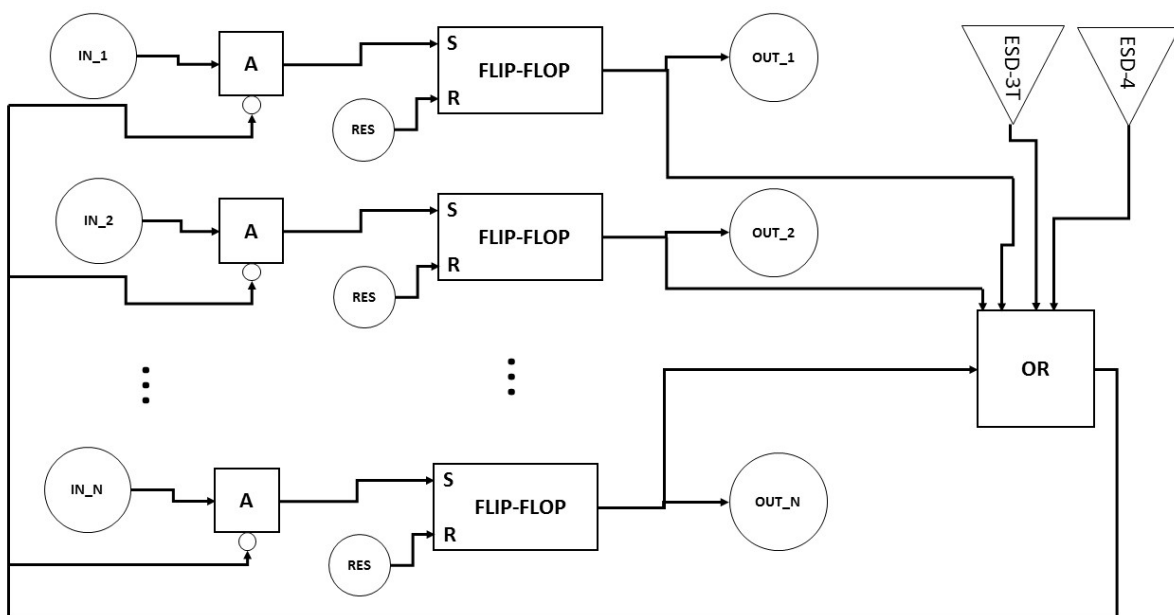 IN_1
A
S
R
FLIP-FLOP
RES
OUT_1
ESD-3T
ESD-4
IN_2
A
S
R
FLIP-FLOP
RES
OUT_2
OR
IN_N
A
S
R
FLIP-FLOP
RES
OUT_N